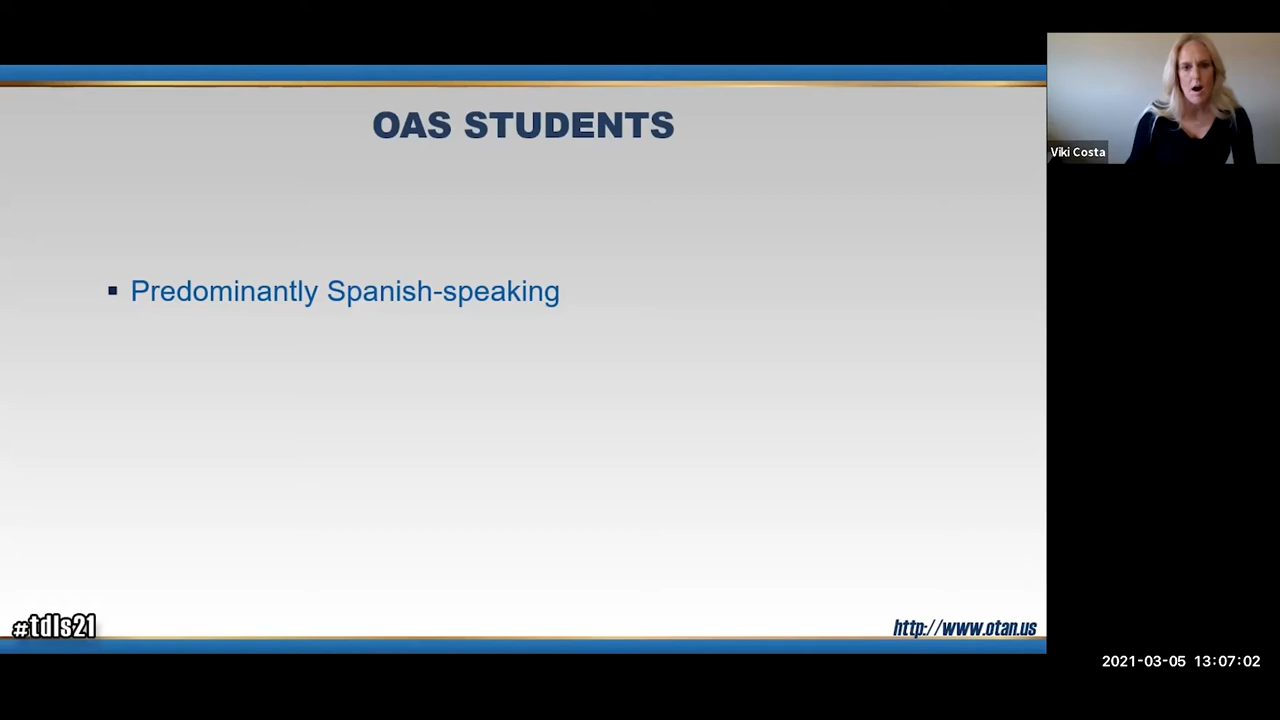 OAS STUDENTS
Viki Costa
▪ Predominantly Spanish-speaking
#tdls21
http://www.otan.us
2021-03-05 13:07:02